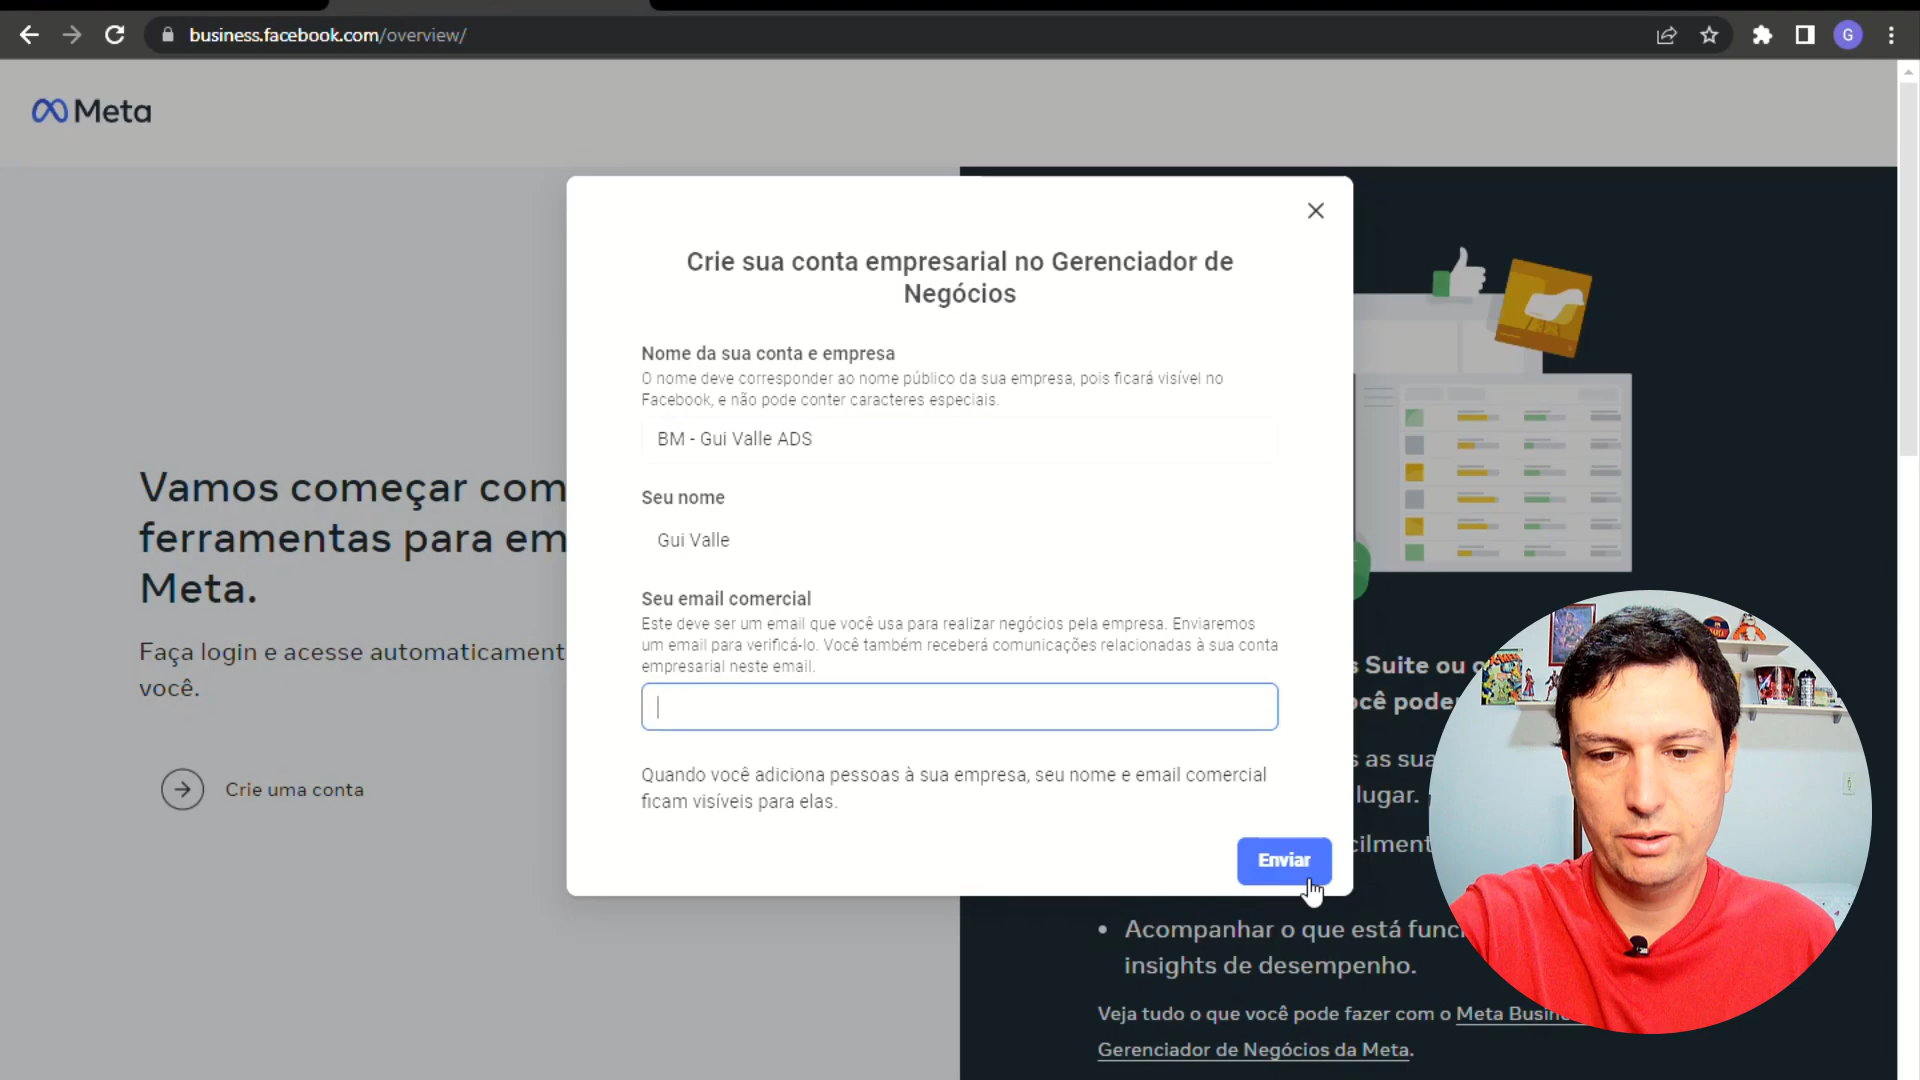 business.facebook.com/overview/
G
Meta
Crie sua conta empresarial no Gerenciador de
Negócios
Nome da sua conta e empresa
O nome deve corresponder ao nome público da sua empresa, pois ficará visível no
Facebook, e não pode conter caracteres especiais.
BM - Gui Valle ADS
Seu nome
Gui Valle
Seu email comercial
Este deve ser um email que você usa para realizar negócios pela empresa. Enviaremos
um email para verificá-lo. Você também receberá comunicações relacionadas à sua conta
empresarial neste email.
Quando você adiciona pessoas à sua empresa, seu nome e email comercial
ficam visíveis para elas.
Enviar
Vamos começar com
ferramentas para em
Meta.
Faça login e acesse automaticament
você.
Crie uma conta
s Suite ou o
ocê pode
s as sua
lugar.
cilment
• Acompanhar o que está func
insights de desempenho.
Veja tudo o que você pode fazer com o Meta Busin
Gerenciador de Negócios da Meta.